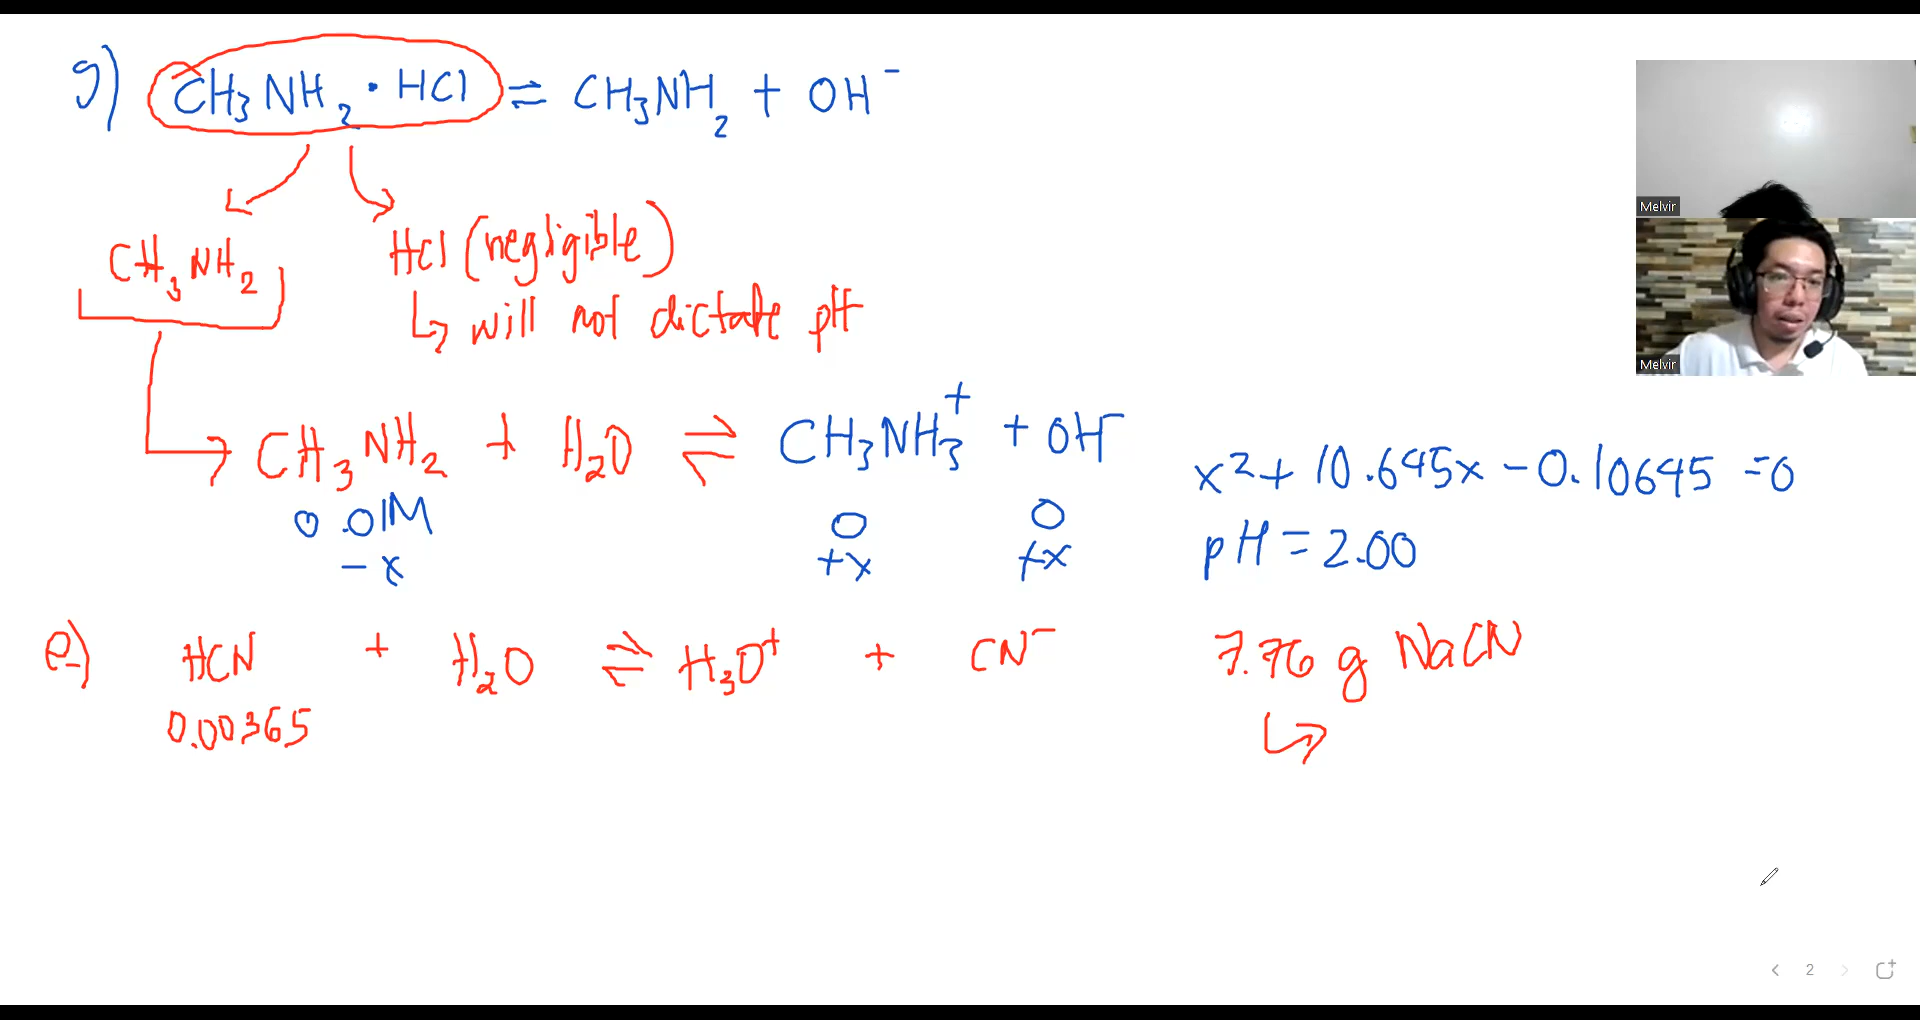 g) CH₃NH₂ · HCl ⇌ CH₃NH₂ + OH⁻
CH₃NH₂
HCl (negligible)
↳ will not dictate pH
CH₃NH₂ + H₂O ⇌ CH₃NH₃⁺ + OH⁻
0.01M 0 0
-x +x +x
x² + 10.645x - 0.10645 = 0
pH = 2.00
e) HCN + H₂O ⇌ H₃O⁺ + CN⁻
0.00365
7.76 g NaCN
↳
Melvir
Melvir
2